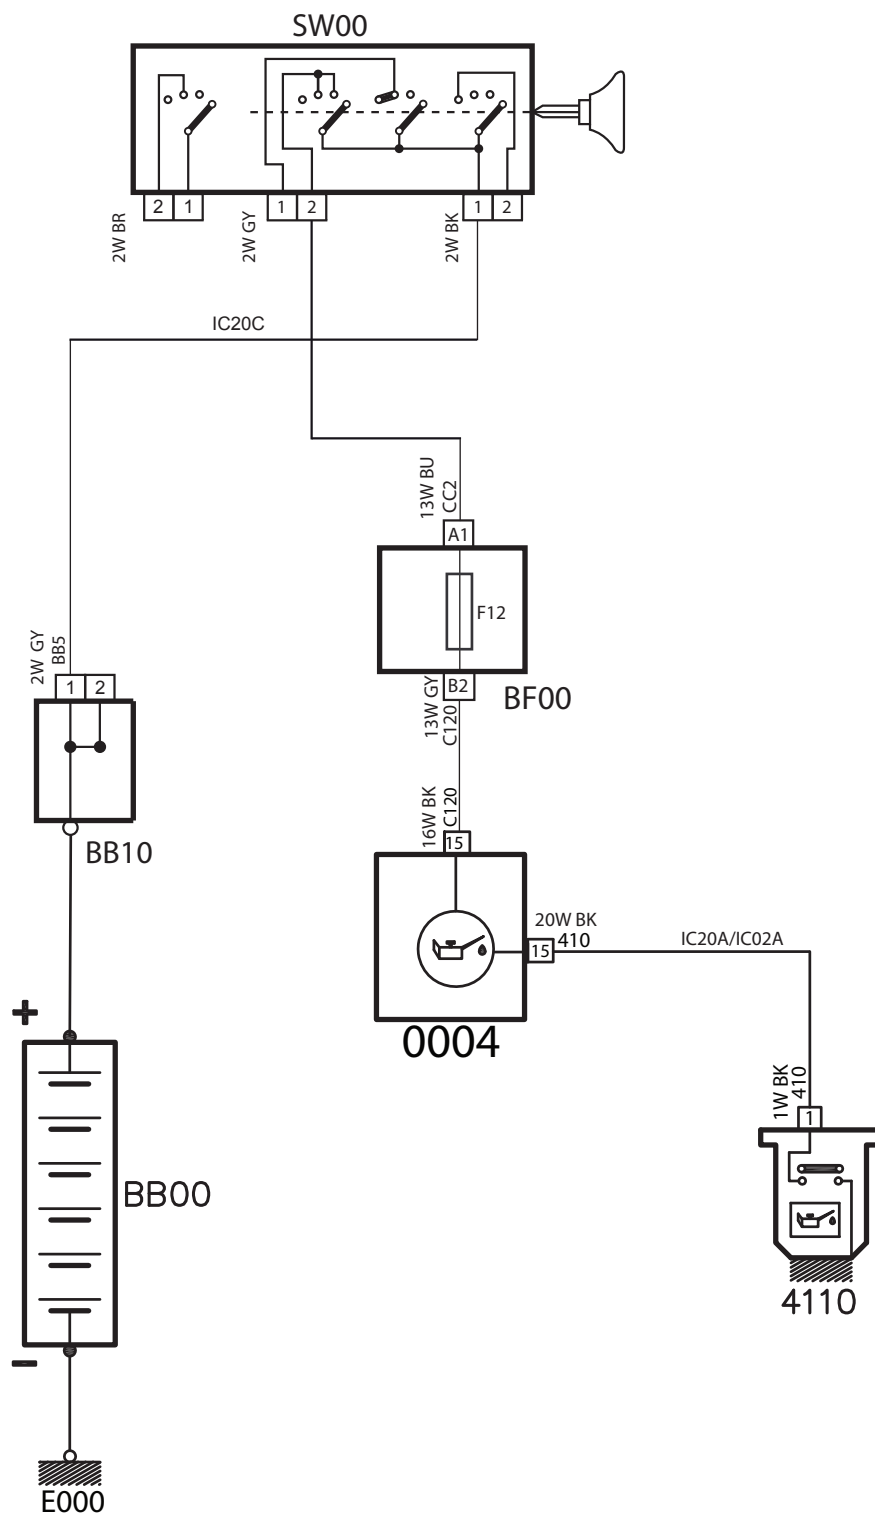 SW00
2 1
1 2
1 2
2W BR
2W GY
2W BK
IC20C
13W BU
CC2
A1
F12
B2
BF00
13W GY
C120
2W GY
BB5
1 2
BB10
16W BK
C120
15
20W BK
410
15
IC20A/IC02A
0004
+
1W BK
410
1
BB00
4110
–
E000